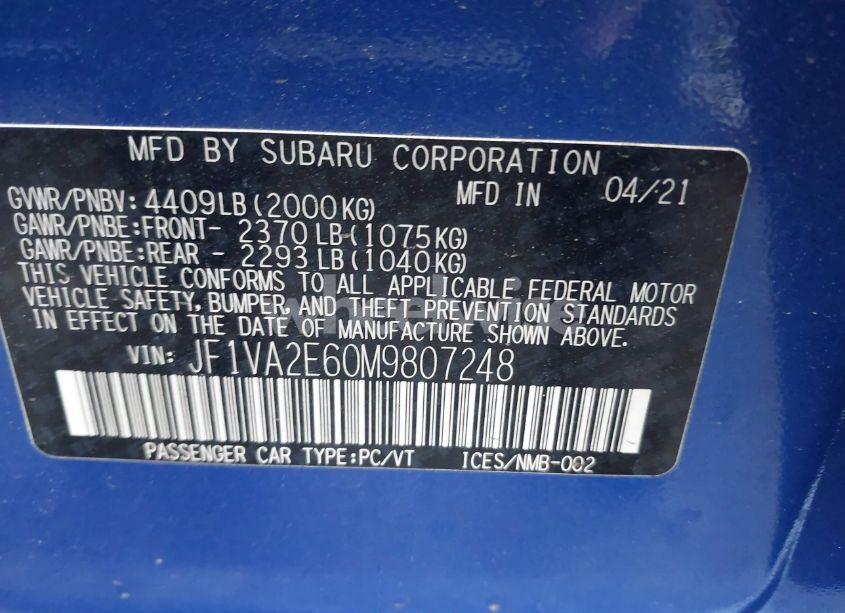 MFD BY SUBARU CORPORATION
GVWR/PNBV: 4409LB(2000KG) MFD IN 04/21
GAWR/PNBE:FRONT- 2370 LB(1075KG)
GAWR/PNBE:REAR - 2293 LB(1040KG)
THIS VEHICLE CONFORMS TO ALL APPLICABLE FEDERAL MOTOR
VEHICLE SAFETY, BUMPER, AND THEFT PREVENTION STANDARDS
IN EFFECT ON THE DATE OF MANUFACTURE SHOWN ABOVE.
VIN: JF1VA2E60M9807248
PASSENGER CAR TYPE:PC/VT ICES/NMB-002